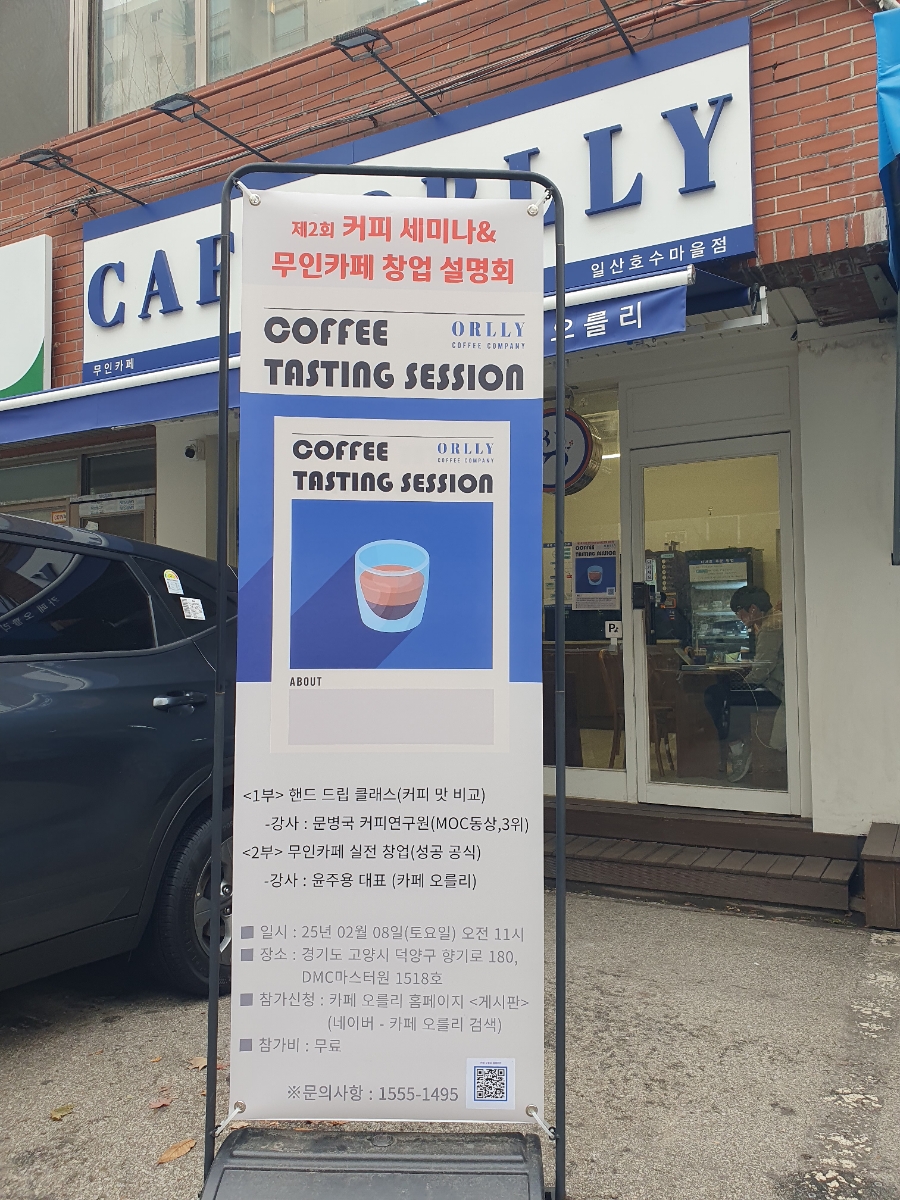 CAFE ORLLY
일산호수마을점
무인카페
오를리
제2회 커피 세미나&
무인카페 창업 설명회
COFFEE
TASTING SESSION
ORLLY
COFFEE COMPANY
COFFEE
TASTING SESSION
ORLLY
COFFEE COMPANY
ABOUT
<1부> 핸드 드립 클래스(커피 맛 비교)
-강사 : 문병국 커피연구원(MOC동상,3위)
<2부> 무인카페 실전 창업(성공 공식)
-강사 : 윤주용 대표 (카페 오를리)
■ 일시 : 25년 02월 08일(토요일) 오전 11시
■ 장소 : 경기도 고양시 덕양구 향기로 180,
DMC마스터원 1518호
■ 참가신청 : 카페 오를리 홈페이지 <게시판>
(네이버 - 카페 오를리 검색)
■ 참가비 : 무료
※문의사항 : 1555-1495
COFFEE
TASTING SESSION
P